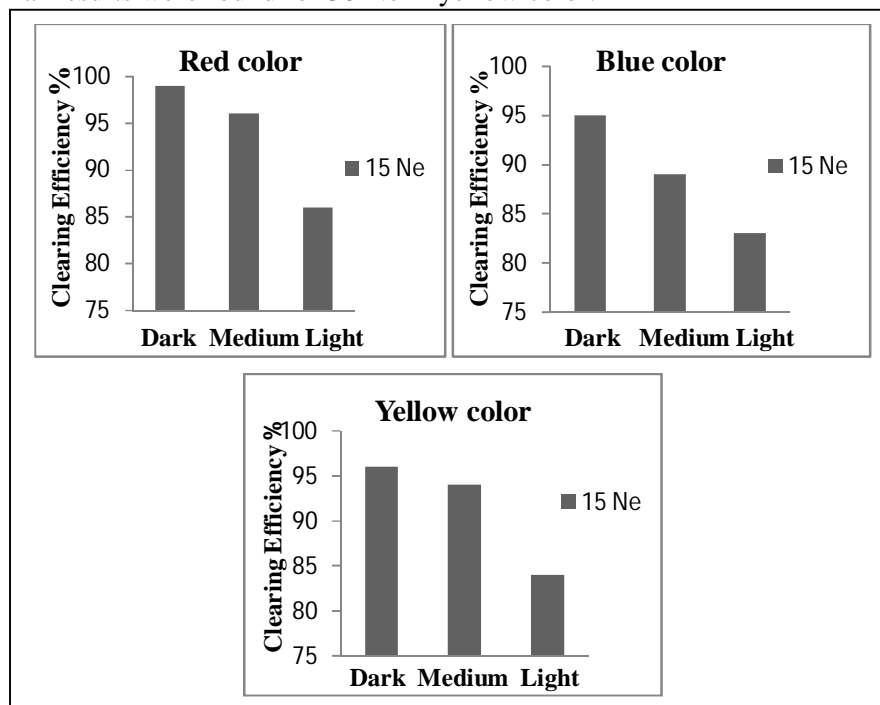 Red color
Clearing Efficiency %
100
95
90
85
80
75
Dark Medium Light
15 Ne
Blue color
Clearing Efficiency %
100
95
90
85
80
75
Dark Medium Light
15 Ne
Yellow color
Clearing Efficiency %
100
95
90
85
80
75
Dark Medium Light
15 Ne